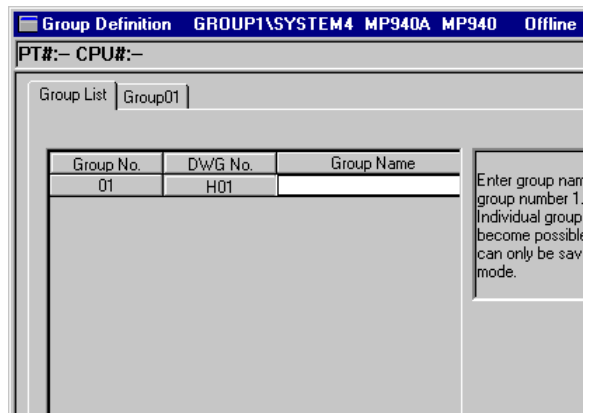 Group Definition GROUP1\SYSTEM4 MP940A MP940 Offline
PT#:– CPU#:–
Group List Group01
Group No. DWG No. Group Name
01 H01
Enter group nam
group number 1.
Individual group
become possible
can only be sav
mode.